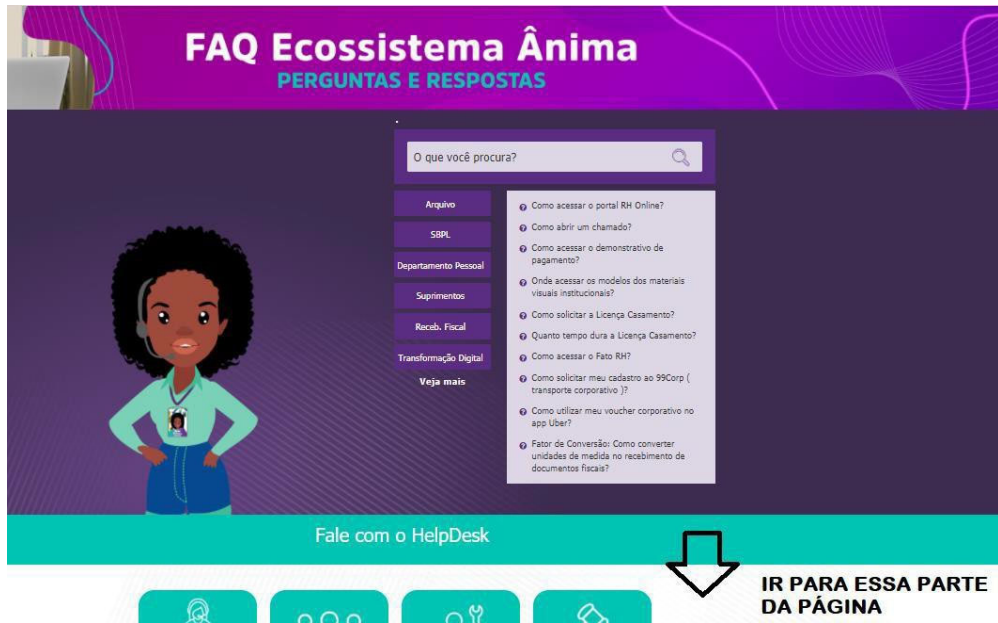 FAQ Ecossistema Ânima
PERGUNTAS E RESPOSTAS
O que você procura?
Arquivo
SBPL
Departamento Pessoal
Suprimentos
Receb. Fiscal
Transformação Digital
Veja mais
Como acessar o portal RH Online?
Como abrir um chamado?
Como acessar o demonstrativo de
pagamento?
Onde acessar os modelos dos materiais
visuais institucionais?
Como solicitar a Licença Casamento?
Quanto tempo dura a Licença Casamento?
Como acessar o Fato RH?
Como solicitar meu cadastro ao 99Corp (
transporte corporativo )?
Como utilizar meu voucher corporativo no
app Uber?
Fator de Conversão: Como converter
unidades de medida no recebimento de
documentos fiscais?
Fale com o HelpDesk
IR PARA ESSA PARTE
DA PÁGINA